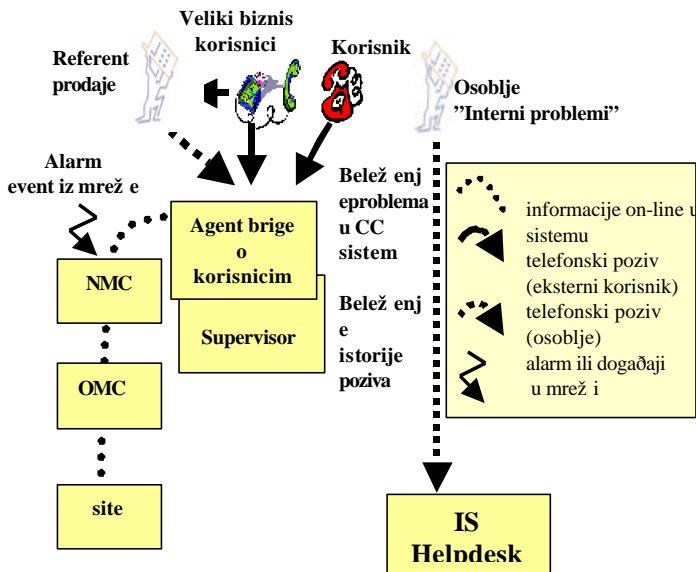 Veliki biznis
korisnici
Referent
prodaje
Korisnik
Osoblje
”Interni problemi”
Alarm
event iz mrež e
Agent brige
o
korisnicim
Supervisor
NMC
OMC
site
Belež enj
eproblema
u CC
sistem
Belež enj
e
istorije
poziva
informacije on-line u
sistemu
telefonski poziv
(eksterni korisnik)
telefonski poziv
(osoblje)
alarm ili događaji
u mrež i
IS
Helpdesk